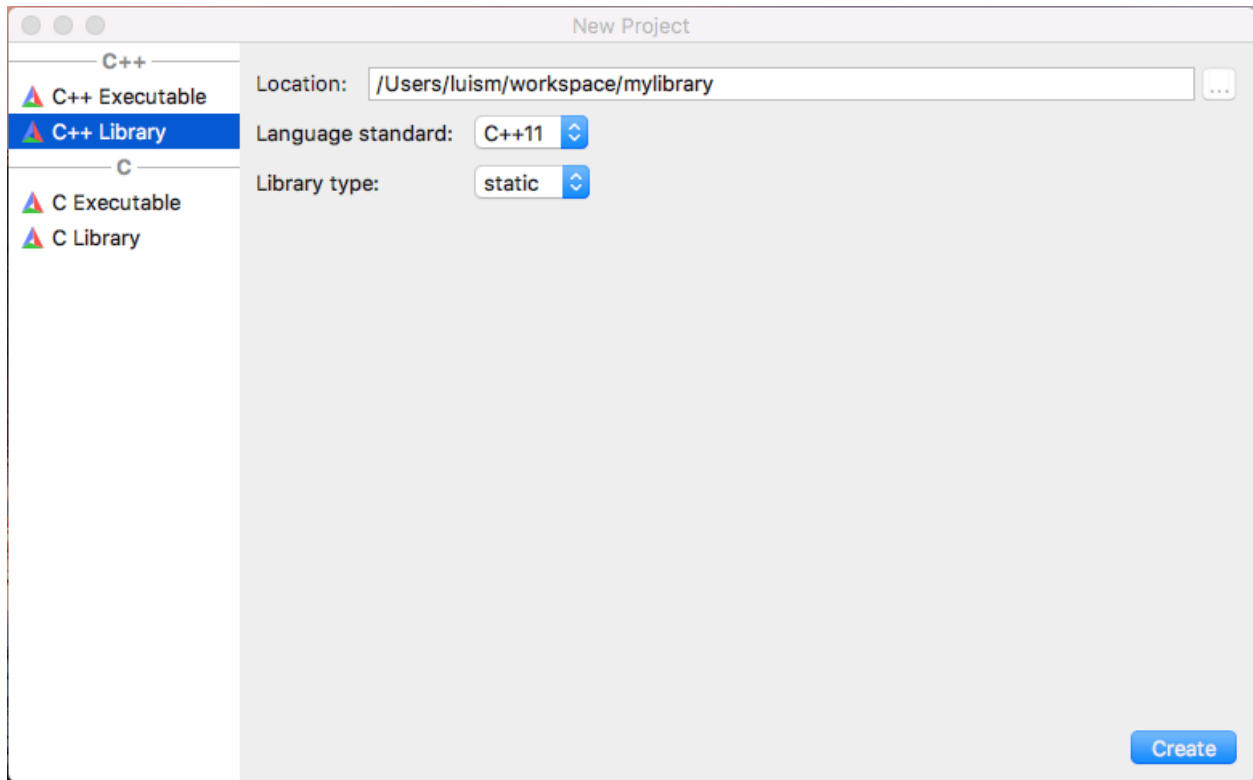 New Project
C++
C++ Executable
C++ Library
C
C Executable
C Library
Location: /Users/luism/workspace/mylibrary ...
Language standard: C++11
Library type: static
Create